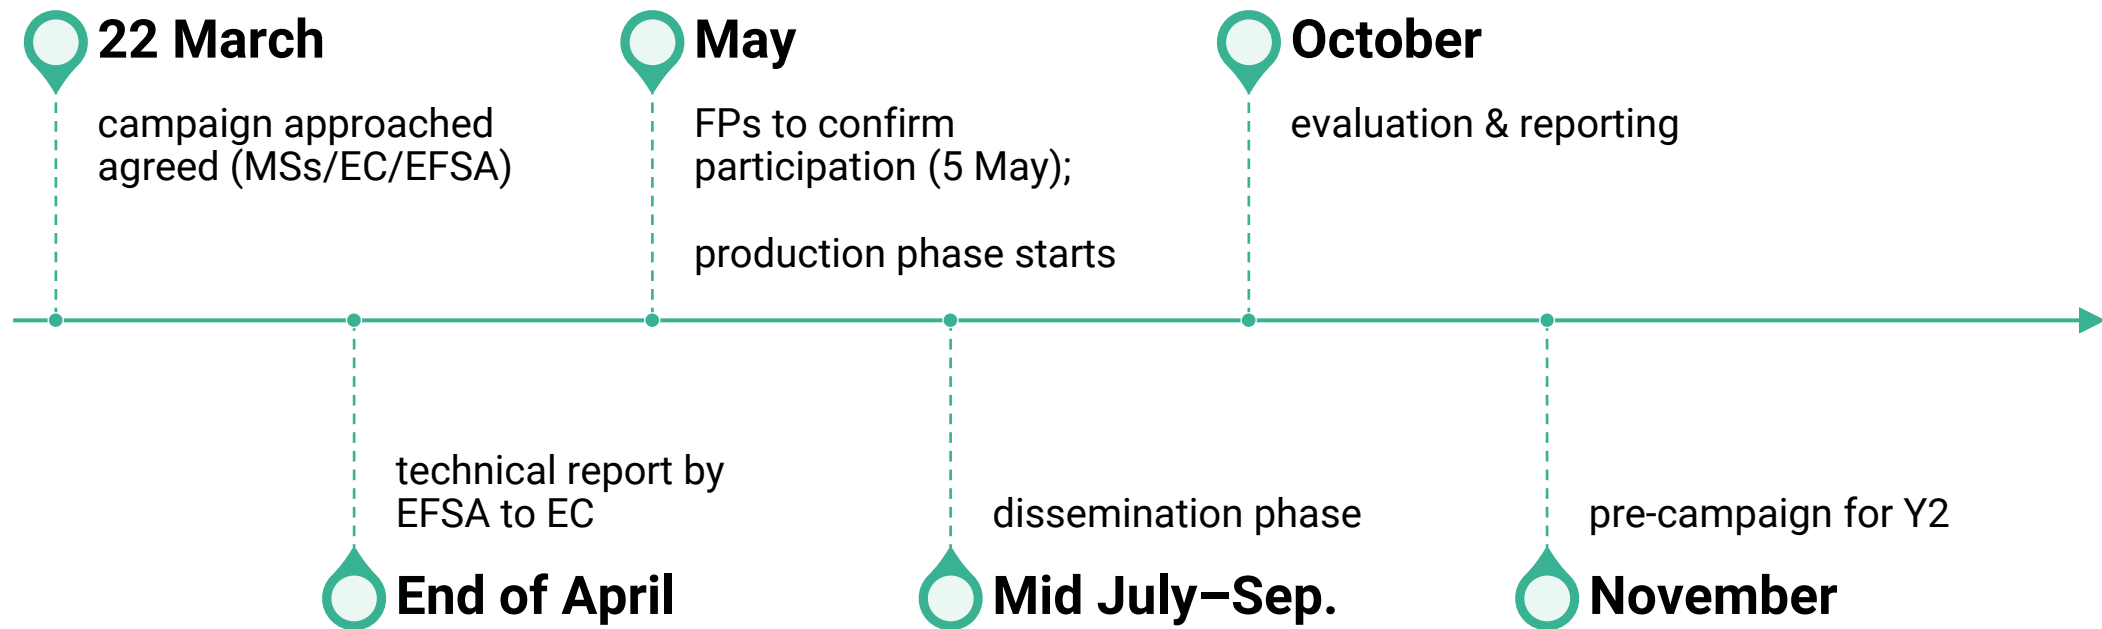 22 March
campaign approached
agreed (MSs/EC/EFSA)
technical report by
EFSA to EC
End of April
May
FPs to confirm
participation (5 May);
production phase starts
dissemination phase
Mid July–Sep.
October
evaluation & reporting
pre-campaign for Y2
November